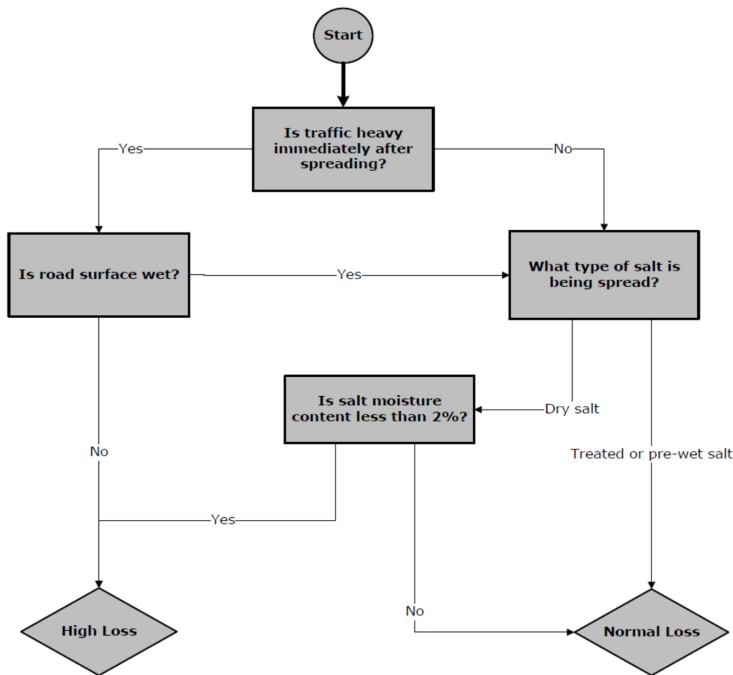 Start
Is traffic heavy
immediately after
spreading?
Yes
No
Is road surface wet?
Yes
What type of salt is
being spread?
Is salt moisture
content less than 2%?
Dry salt
No
Treated or pre-wet salt
Yes
No
High Loss
Normal Loss